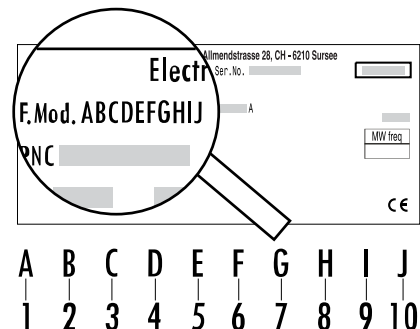 Allmendstrasse 28, CH - 6210 Sursee
Electr
Ser.No.
F.Mod. ABCDEFGHIJ
A
PNC
MW freq
CE
A B C D E F G H I J
1 2 3 4 5 6 7 8 9 10